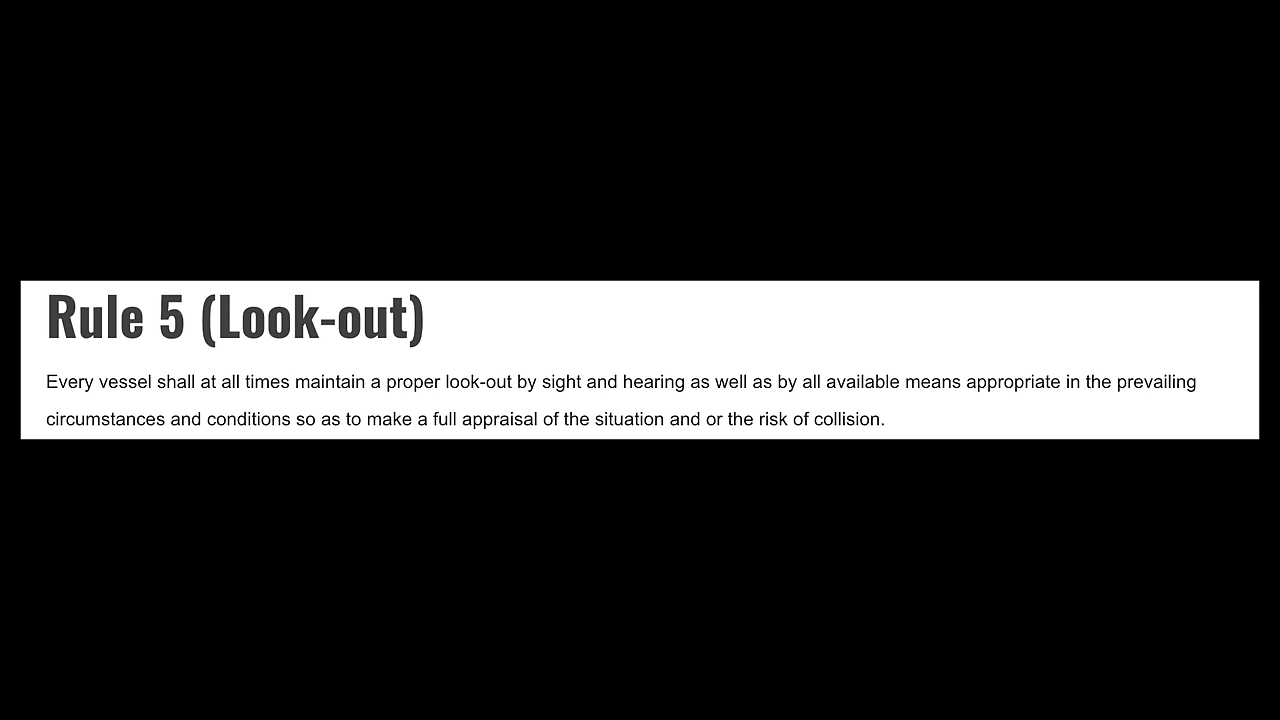 Rule 5 (Look-out)
Every vessel shall at all times maintain a proper look-out by sight and hearing as well as by all available means appropriate in the prevailing
circumstances and conditions so as to make a full appraisal of the situation and or the risk of collision.